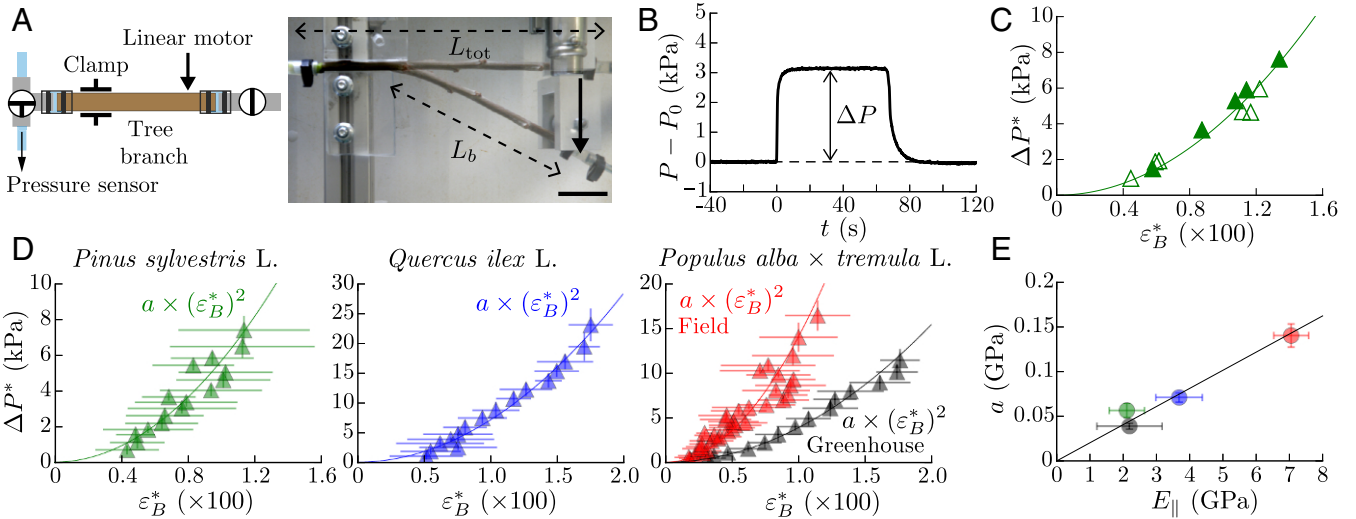 A
Linear motor
Clamp
Tree
branch
Pressure sensor
L_tot
L_b
B
P − P_0 (kPa)
5
4
3
2
1
0
−1
ΔP
−40 0 40 80 120
t (s)
C
ΔP* (kPa)
10
8
6
4
2
0
0 0.4 0.8 1.2 1.6
ε*_B (×100)
D
Pinus sylvestris L.
ΔP* (kPa)
10
8
6
4
2
0
a × (ε*_B)^2
0 0.4 0.8 1.2 1.6
ε*_B (×100)
Quercus ilex L.
30
25
20
15
10
5
0
a × (ε*_B)^2
0 0.5 1.0 1.5 2.0
ε*_B (×100)
Populus alba × tremula L.
20
15
10
5
0
a × (ε*_B)^2
Field
a × (ε*_B)^2
Greenhouse
0 0.5 1.0 1.5 2.0
ε*_B (×100)
E
a (GPa)
0.2
0.15
0.10
0.05
0.00
0 1 2 3 4 5 6 7 8
E_∥ (GPa)